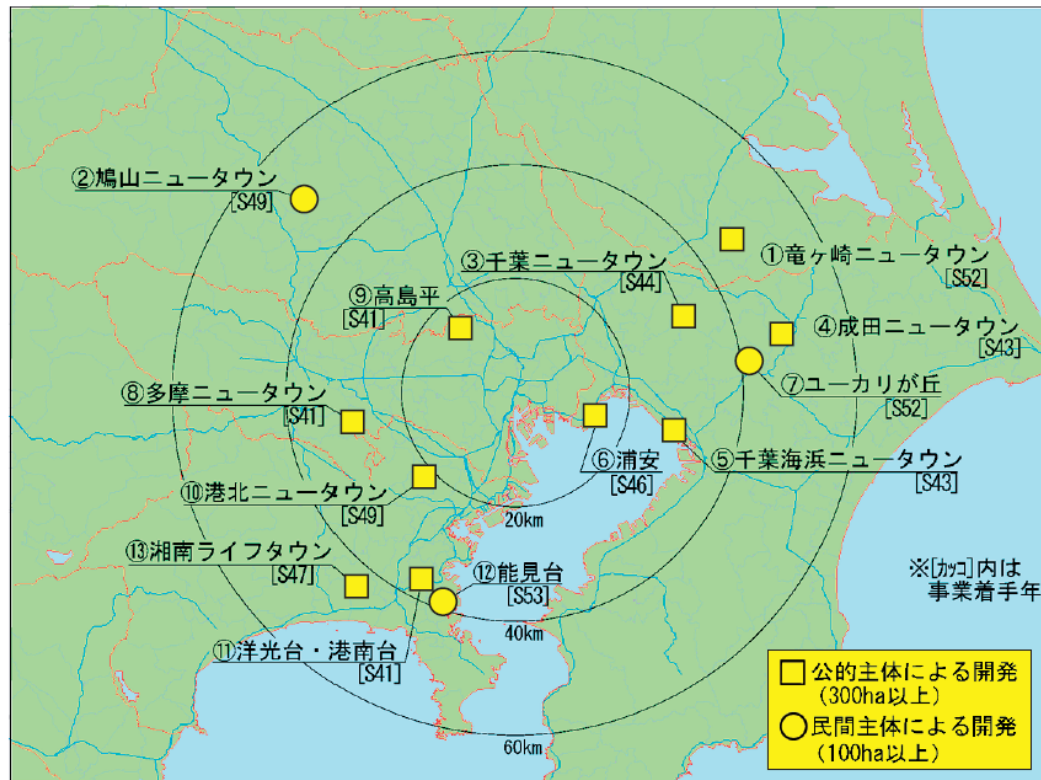 ②鳩山ニュータウン
[S49]
①竜ヶ崎ニュータウン
[S52]
③千葉ニュータウン
[S44]
⑨高島平
[S41]
④成田ニュータウン
[S43]
⑦ユーカリが丘
[S52]
⑧多摩ニュータウン
[S41]
⑥浦安
[S46]
⑤千葉海浜ニュータウン
[S43]
⑩港北ニュータウン
[S49]
20km
⑬湘南ライフタウン
[S47]
⑫能見台
[S53]
※[カッコ]内は
事業着手年
40km
⑪洋光台・港南台
[S41]
60km
公的主体による開発
(300ha以上)
民間主体による開発
(100ha以上)